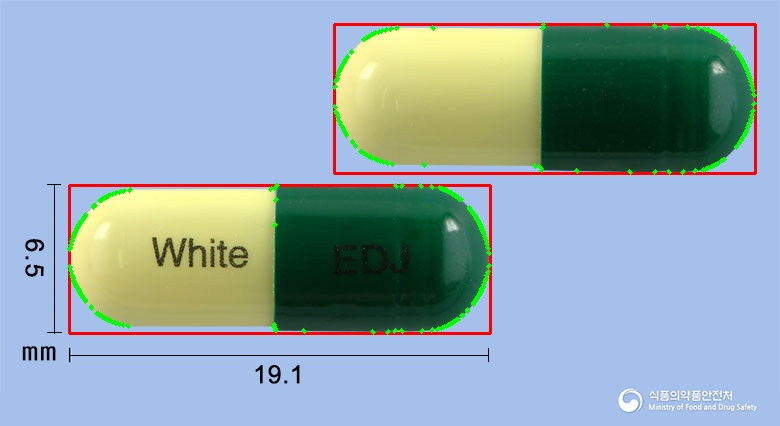 White EDJ
6.5
mm
19.1
식품의약품안전처
Ministry of Food and Drug Safety